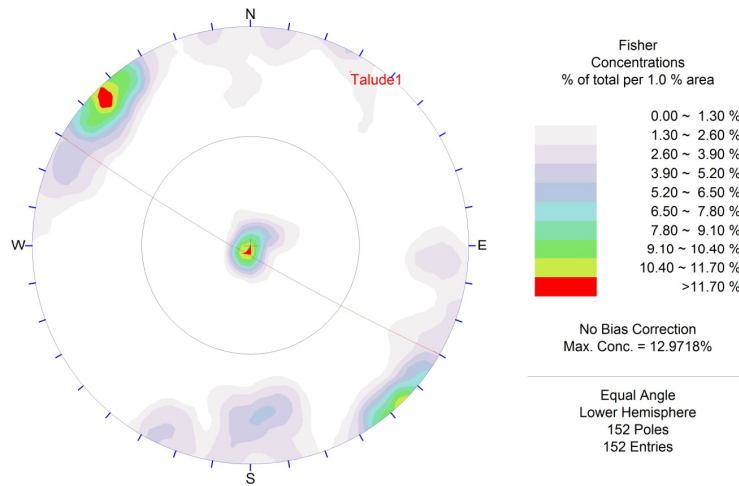 N
Talude1
W
E
S
Fisher
Concentrations
% of total per 1.0 % area
0.00 ~ 1.30 %
1.30 ~ 2.60 %
2.60 ~ 3.90 %
3.90 ~ 5.20 %
5.20 ~ 6.50 %
6.50 ~ 7.80 %
7.80 ~ 9.10 %
9.10 ~ 10.40 %
10.40 ~ 11.70 %
>11.70 %
No Bias Correction
Max. Conc. = 12.9718%
Equal Angle
Lower Hemisphere
152 Poles
152 Entries